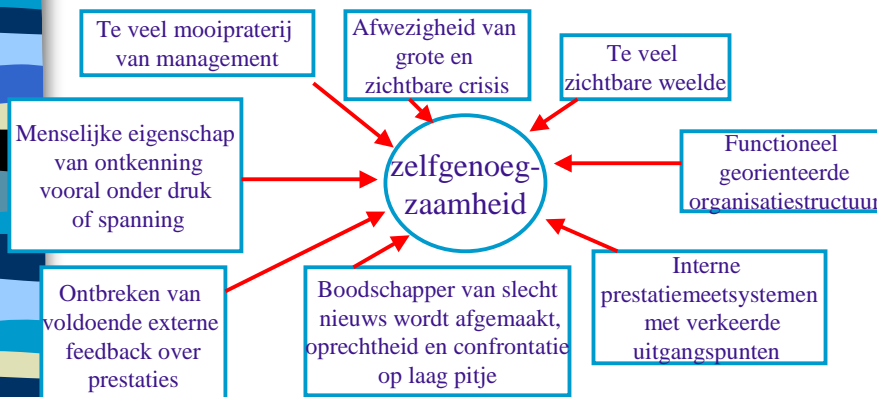 Te veel mooipraterij
van management
Afwezigheid van
grote en
zichtbare crisis
Te veel
zichtbare weelde
Menselijke eigenschap
van ontkenning
vooral onder druk
of spanning
zelfgenoeg-
zaamheid
Functioneel
georienteerde
organisatiestructuur
Ontbreken van
voldoende externe
feedback over
prestaties
Boodschapper van slecht
nieuws wordt afgemaakt,
oprechtheid en confrontatie
op laag pitje
Interne
prestatiemeetsystemen
met verkeerde
uitgangspunten